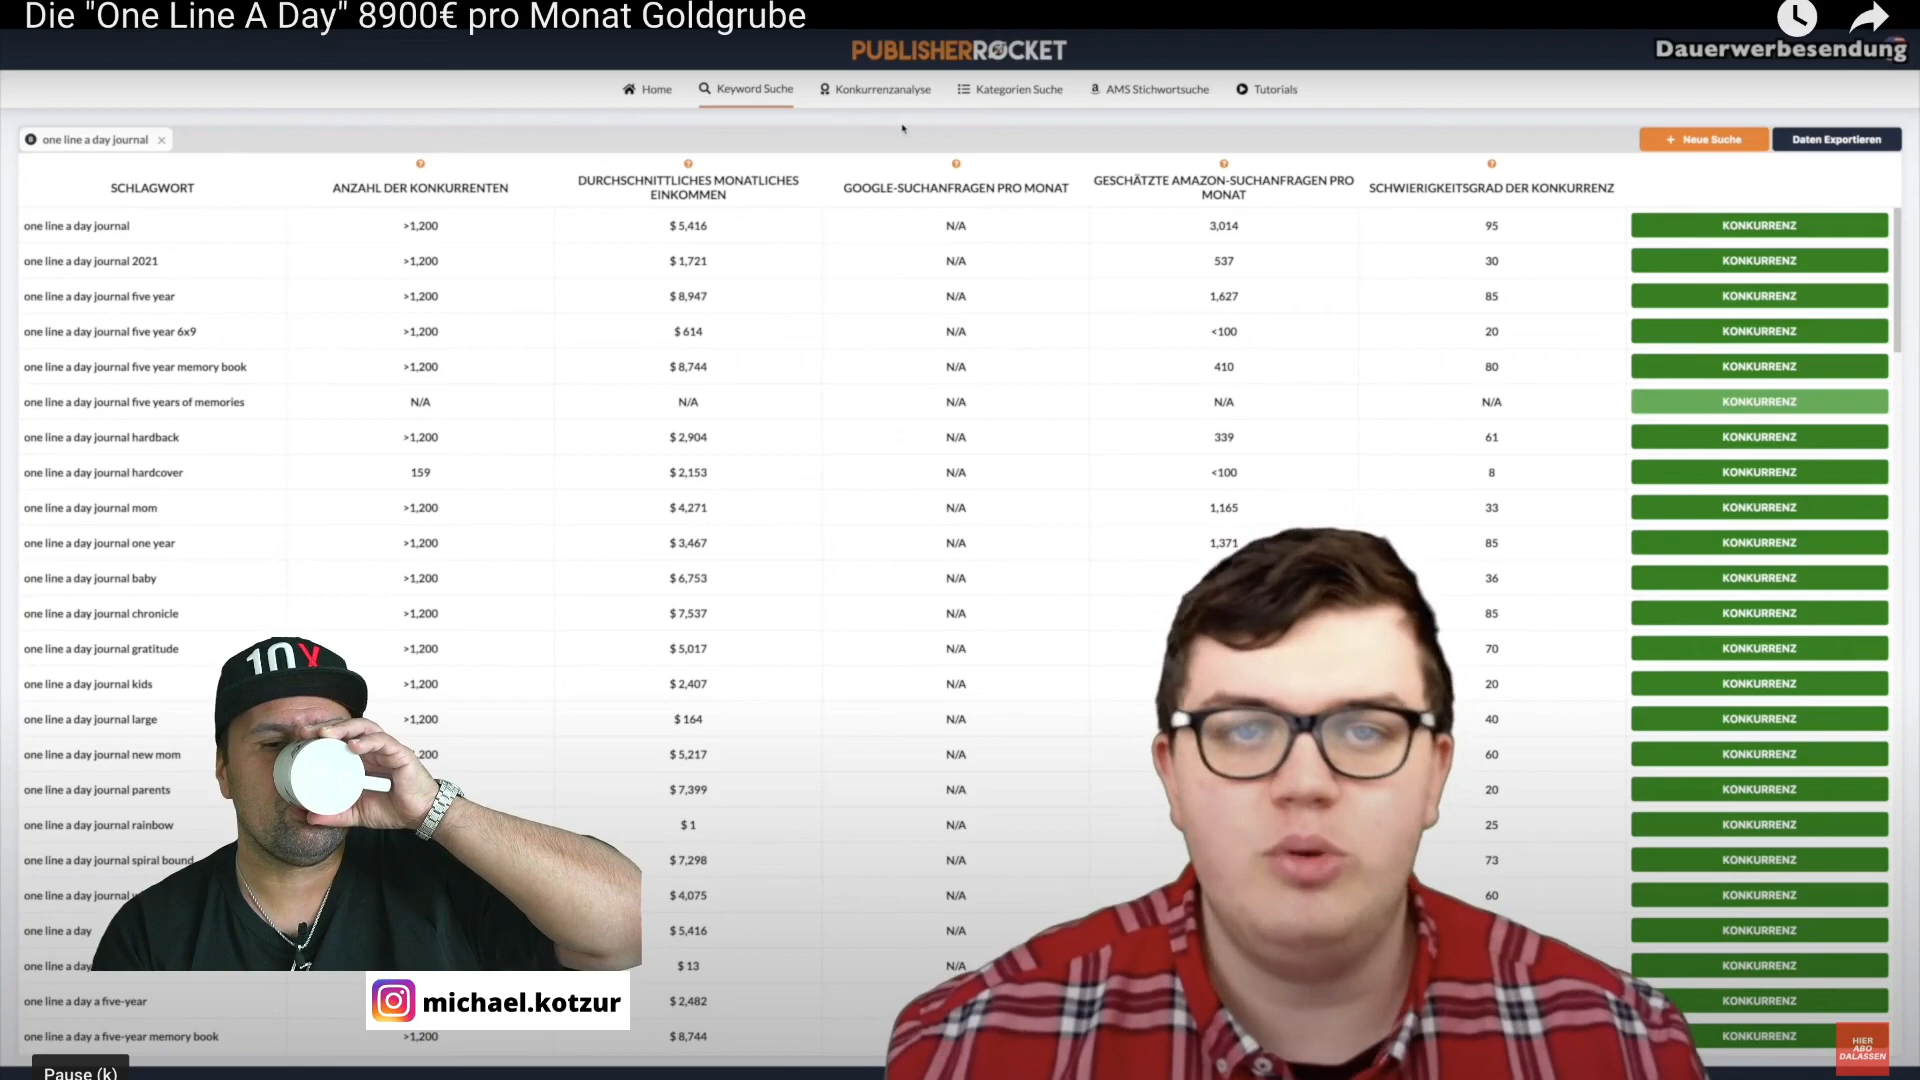 Die "One Line A Day" 8900€ pro Monat Goldgrube
PUBLISHERROCKET
Dauerwerbesendung
Home Keyword Suche Konkurrenzanalyse Kategorien Suche AMS Stichwortsuche Tutorials
one line a day journal
+ Neue Suche Daten Exportieren
SCHLAGWORT ANZAHL DER KONKURRENTEN DURCHSCHNITTLICHES MONATLICHES EINKOMMEN GOOGLE-SUCHANFRAGEN PRO MONAT GESCHÄTZTE AMAZON-SUCHANFRAGEN PRO MONAT SCHWIERIGKEITSGRAD DER KONKURRENZ
one line a day journal >1,200 $ 5,416 N/A 3,014 95 KONKURRENZ
one line a day journal 2021 >1,200 $ 1,721 N/A 537 30 KONKURRENZ
one line a day journal five year >1,200 $ 8,947 N/A 1,627 85 KONKURRENZ
one line a day journal five year 6x9 >1,200 $ 614 N/A <100 20 KONKURRENZ
one line a day journal five year memory book >1,200 $ 8,744 N/A 410 80 KONKURRENZ
one line a day journal five years of memories N/A N/A N/A N/A N/A KONKURRENZ
one line a day journal hardback >1,200 $ 2,904 N/A 339 61 KONKURRENZ
one line a day journal hardcover 159 $ 2,153 N/A <100 8 KONKURRENZ
one line a day journal mom >1,200 $ 4,271 N/A 1,165 33 KONKURRENZ
one line a day journal one year >1,200 $ 3,467 N/A 1,371 85 KONKURRENZ
one line a day journal baby >1,200 $ 6,753 N/A 36 KONKURRENZ
one line a day journal chronicle >1,200 $ 7,537 N/A 85 KONKURRENZ
one line a day journal gratitude >1,200 $ 5,017 N/A 70 KONKURRENZ
one line a day journal kids >1,200 $ 2,407 N/A 20 KONKURRENZ
one line a day journal large >1,200 $ 164 N/A 40 KONKURRENZ
one line a day journal new mom ,200 $ 5,217 N/A 60 KONKURRENZ
one line a day journal parents $ 7,399 N/A 20 KONKURRENZ
one line a day journal rainbow $ 1 N/A 25 KONKURRENZ
one line a day journal spiral bound $ 7,298 N/A 73 KONKURRENZ
one line a day journal $ 4,075 N/A 60 KONKURRENZ
one line a day $ 5,416 N/A KONKURRENZ
one line a day $ 13 N/A KONKURRENZ
one line a day a five-year $ 2,482 KONKURRENZ
one line a day a five-year memory book >1,200 $ 8,744 KONKURRENZ
10X
michael.kotzur
HIER
ABO
DALASSEN
Pause (k)